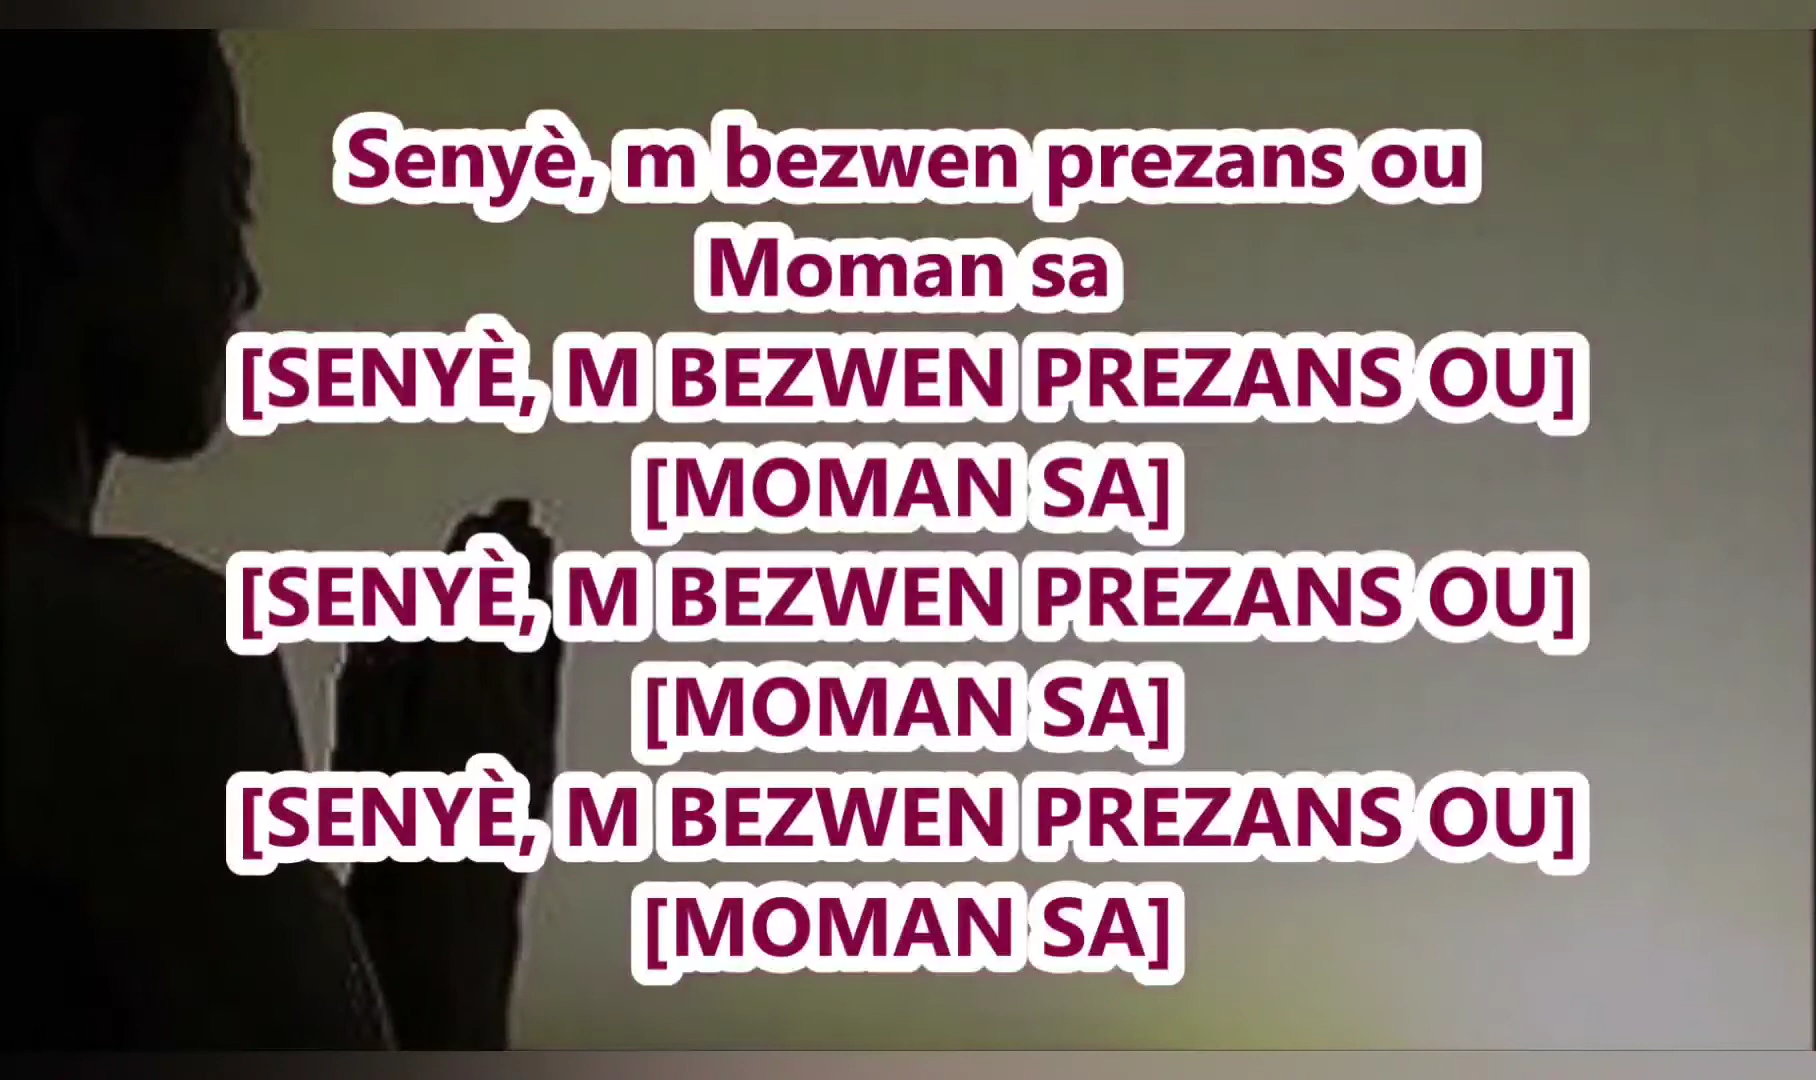 Senyè, m bezwen prezans ou
Moman sa
[SENYÈ, M BEZWEN PREZANS OU]
[MOMAN SA]
[SENYÈ, M BEZWEN PREZANS OU]
[MOMAN SA]
[SENYÈ, M BEZWEN PREZANS OU]
[MOMAN SA]